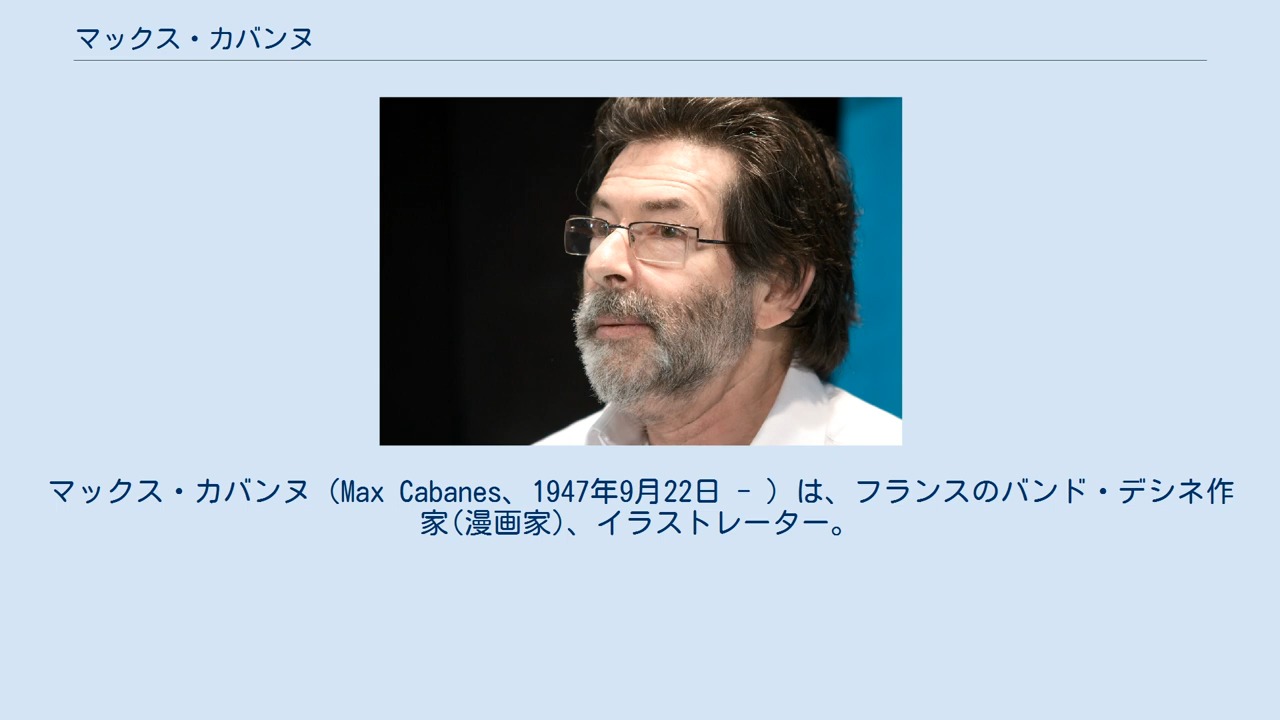 マックス・カバンヌ
マックス・カバンヌ（Max Cabanes、1947年9月22日 - ）は、フランスのバンド・デシネ作
家(漫画家)、イラストレーター。